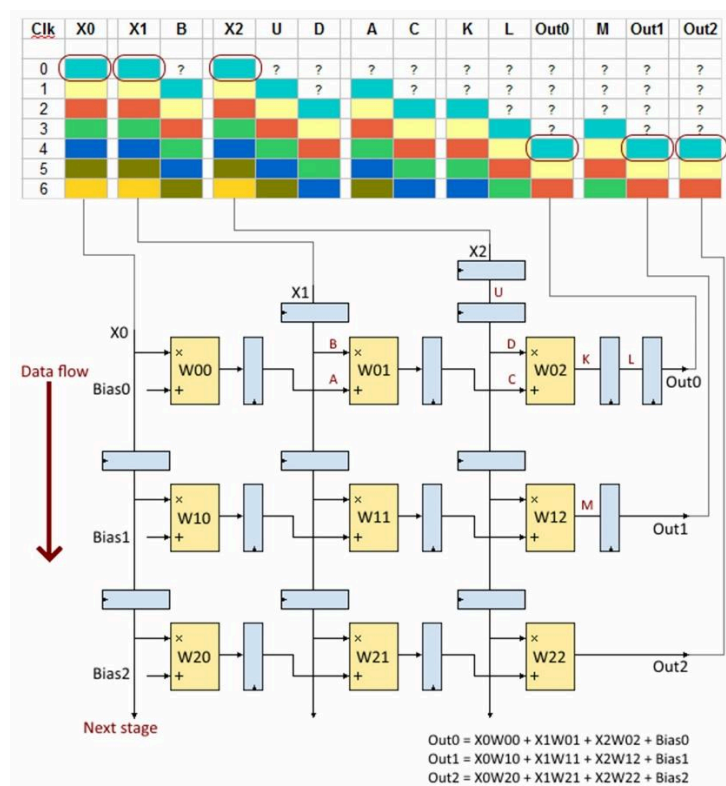 Clk X0 X1 B X2 U D A C K L Out0 M Out1 Out2
0 ? ? ? ? ? ? ? ? ? ? ?
1 ? ? ? ? ? ? ? ?
2 ? ? ? ? ?
3 ? ? ?
4
5
6
X2
U
X1
X0
B D
× W00 × W01 × W02 K L
Data flow
A C
Bias0 + + + Out0
× W10 × W11 × W12 M
Bias1 + + + Out1
× W20 × W21 × W22
Bias2 + + + Out2
Next stage
Out0 = X0W00 + X1W01 + X2W02 + Bias0
Out1 = X0W10 + X1W11 + X2W12 + Bias1
Out2 = X0W20 + X1W21 + X2W22 + Bias2